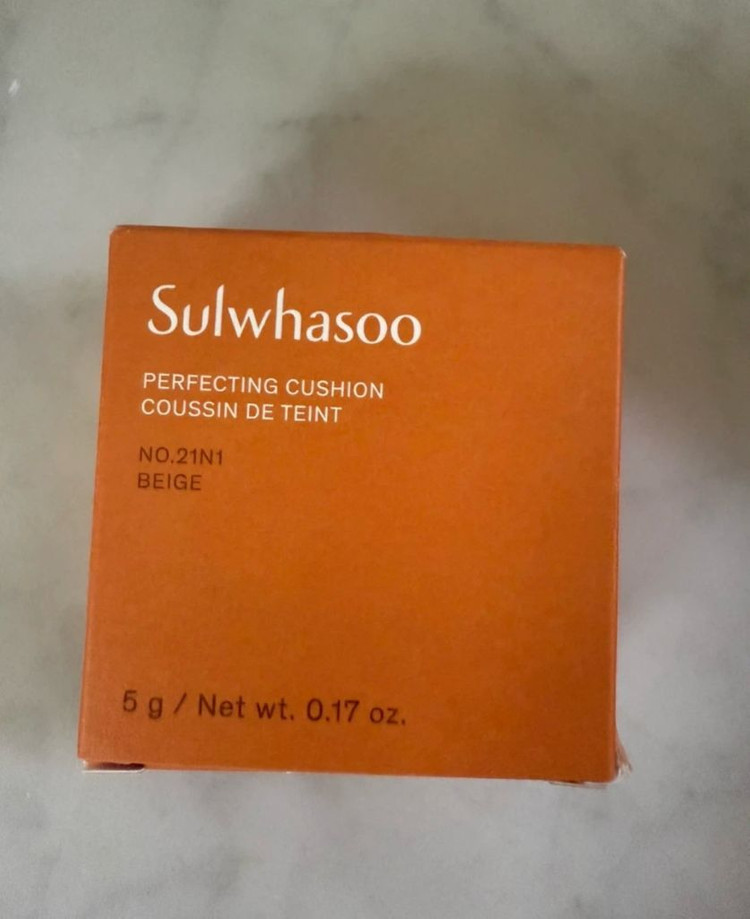 Sulwhasoo
PERFECTING CUSHION
COUSSIN DE TEINT
NO.21N1
BEIGE
5 g / Net wt. 0.17 oz.